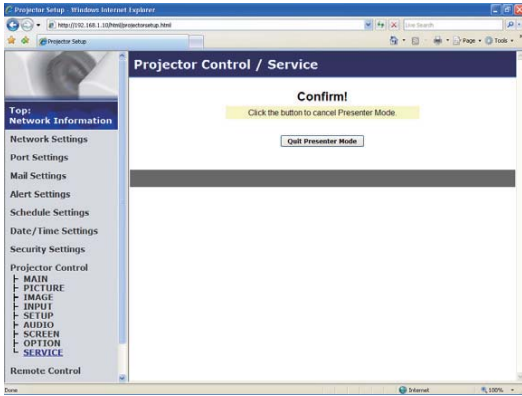 Projector Setup - Windows Internet Explorer
http://192.168.1.10/html/projectorsetup.html
Live Search
Projector Setup
Page
Tools
Projector Control / Service
Confirm!
Click the button to cancel Presenter Mode.
Quit Presenter Mode
Top:
Network Information
Network Settings
Port Settings
Mail Settings
Alert Settings
Schedule Settings
Date/Time Settings
Security Settings
Projector Control
MAIN
PICTURE
IMAGE
INPUT
SETUP
AUDIO
SCREEN
OPTION
SERVICE
Remote Control
Done
Internet
100%